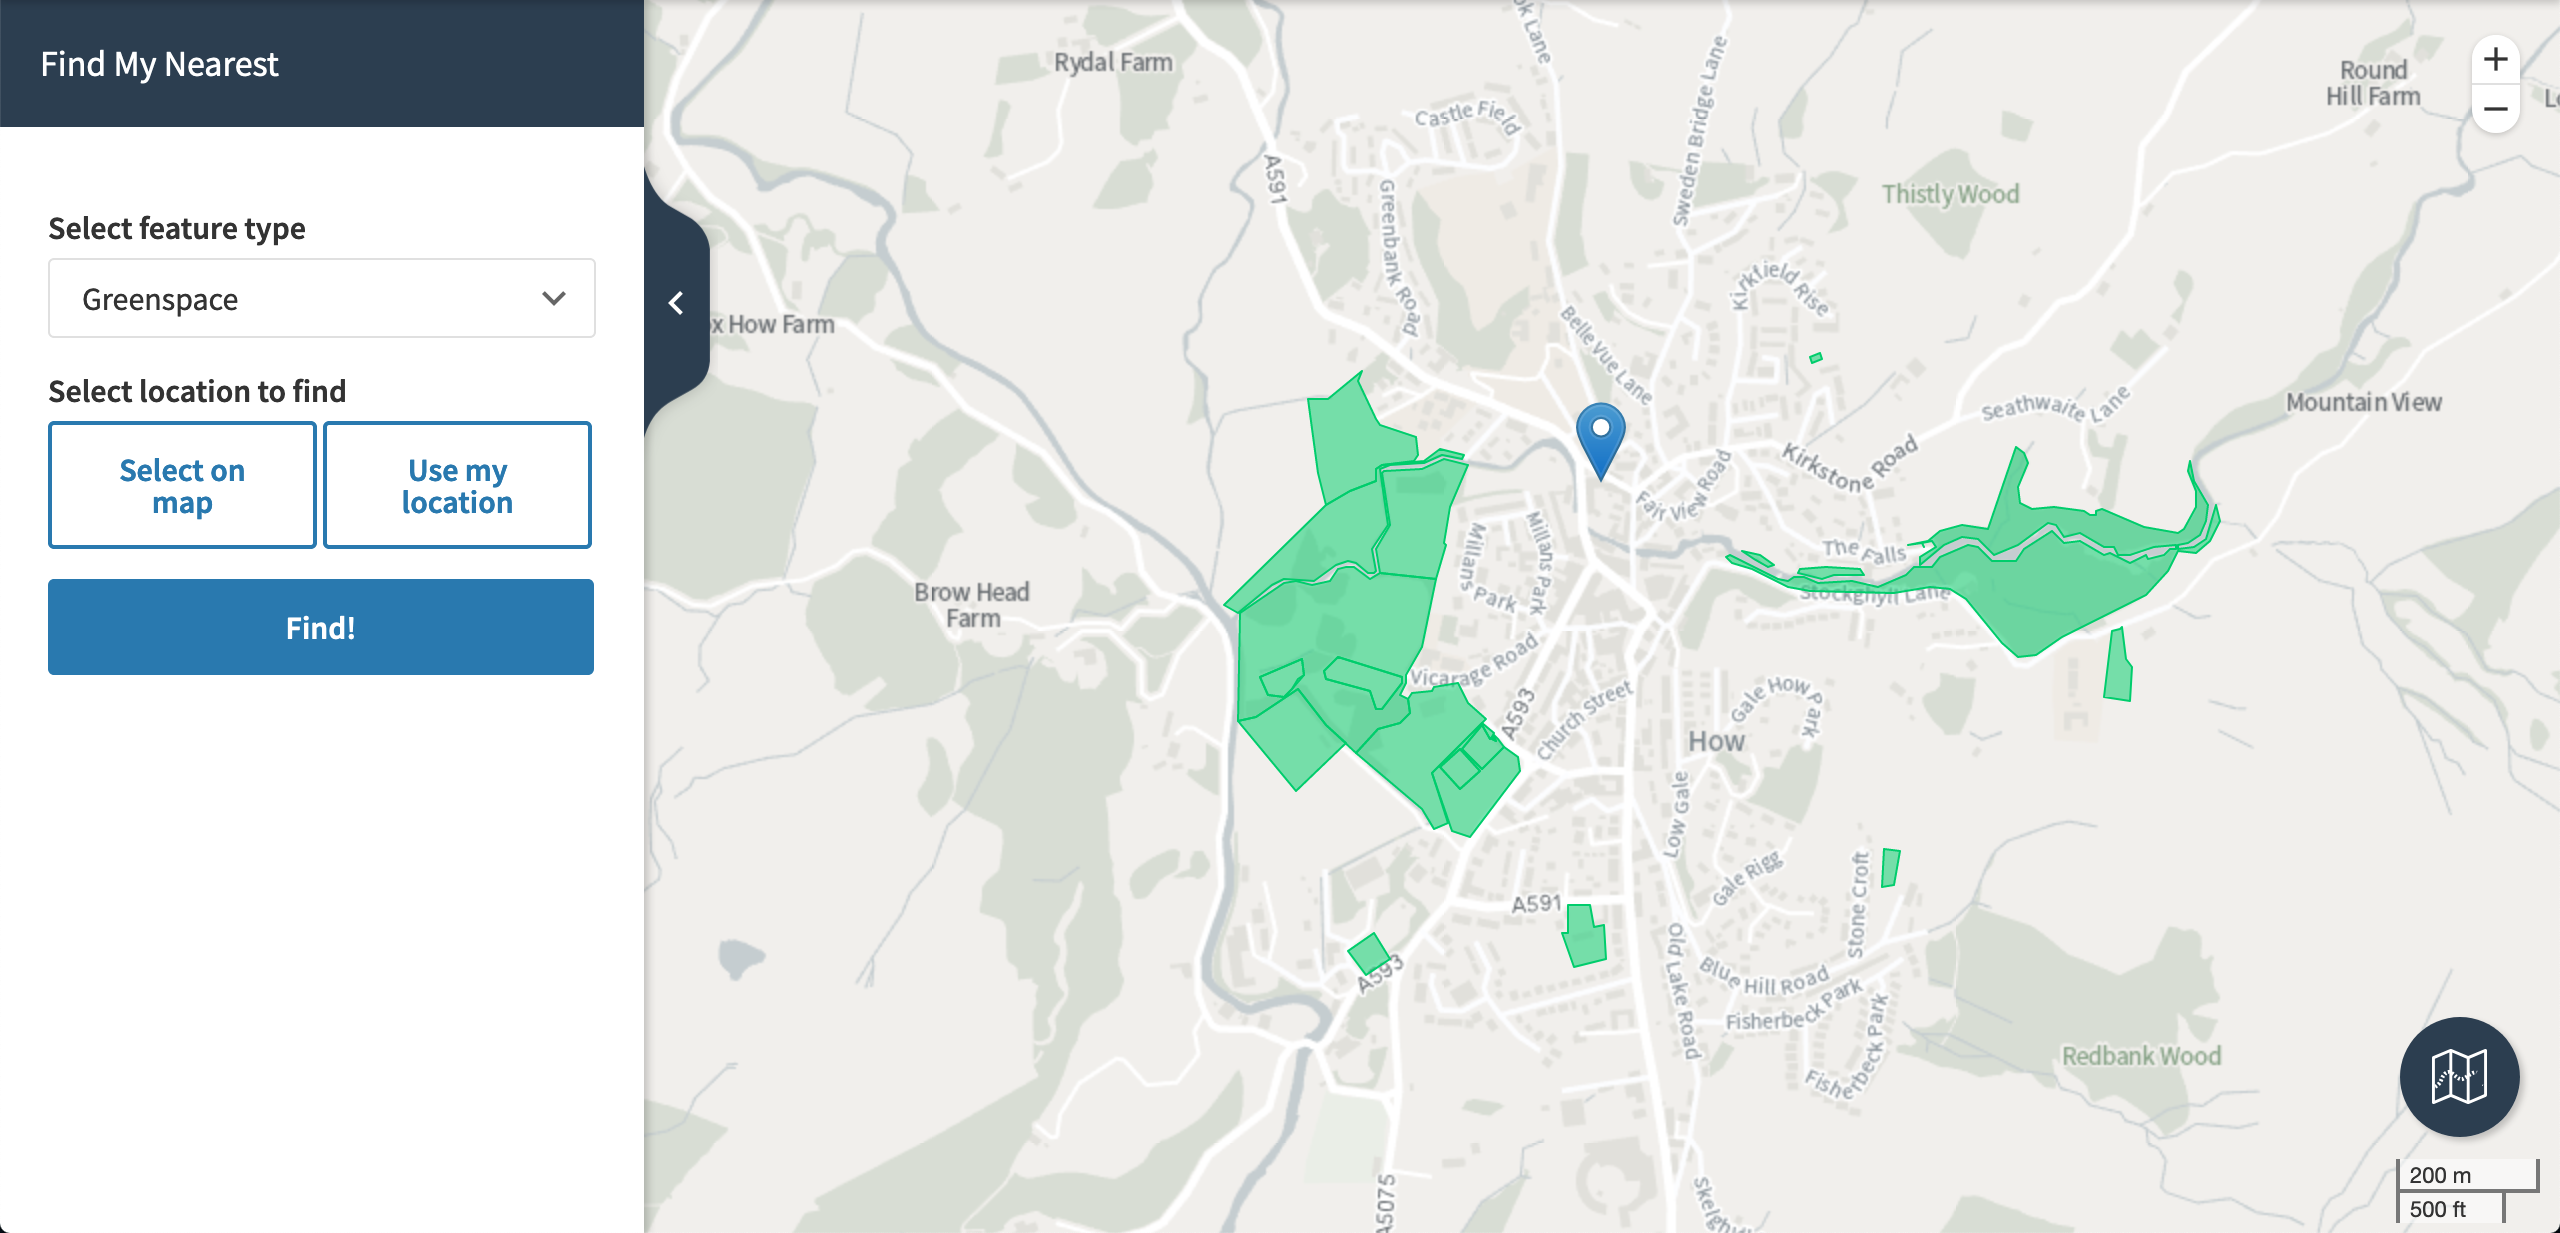 Find My Nearest
Select feature type
Greenspace
Select location to find
Select on
map
Use my
location
Find!
Rydal Farm
Castle Field
Sweden Bridge Lane
Round
Hill Farm
A591
Greenbank Road
Thistly Wood
Kirkfield Rise
x How Farm
Belle Vue Lane
Seathwaite Lane
Mountain View
Kirkstone Road
Fair View Road
Millans Park
Millans Park
The Falls
Stockghyll Lane
Brow Head
Farm
Vicarage Road
A593
Church Street
Gale How Park
How
Low Gale
Gale Rigg
Stone Croft
A591
A593
Old Lake Road
Blue Hill Road
Fisherbeck Park
Fisherbeck Park
Redbank Wood
A5075
200 m
500 ft